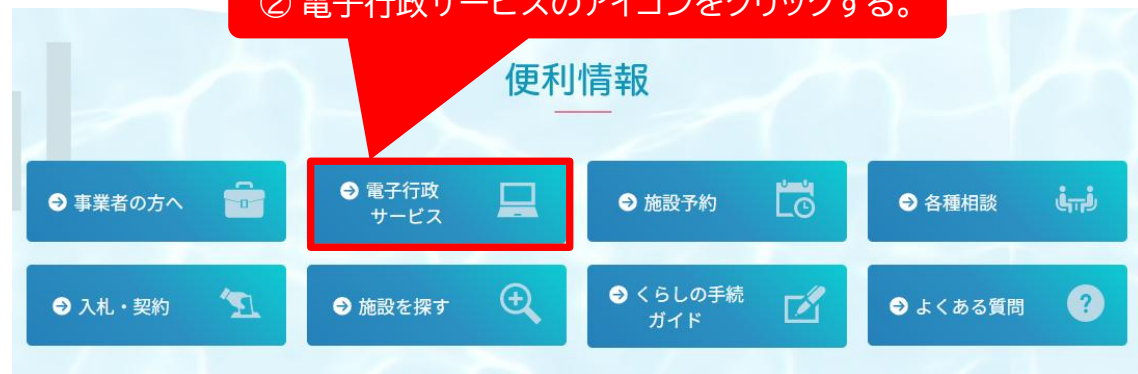 ② 電子行政サービスのアイコンをクリックする。
便利情報
事業者の方へ
電子行政
サービス
施設予約
各種相談
入札・契約
施設を探す
くらしの手続
ガイド
よくある質問
?